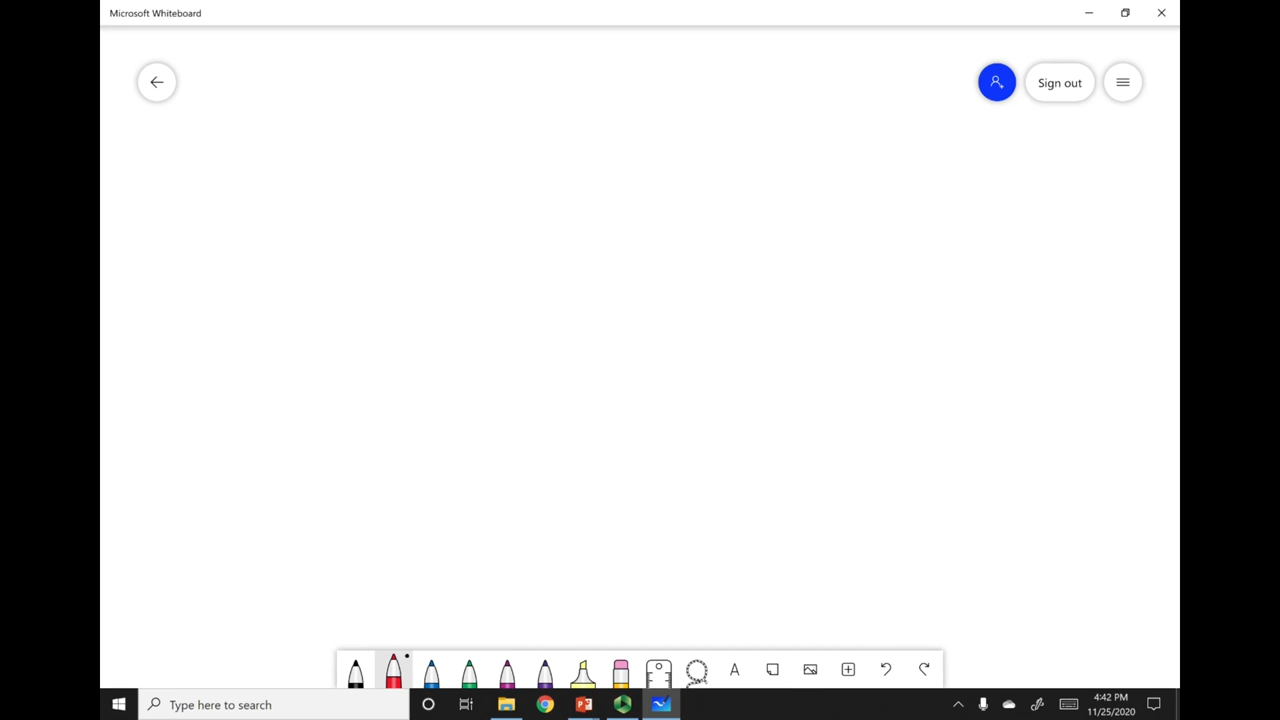 Microsoft Whiteboard
Sign out
A
Type here to search
4:42 PM
11/25/2020